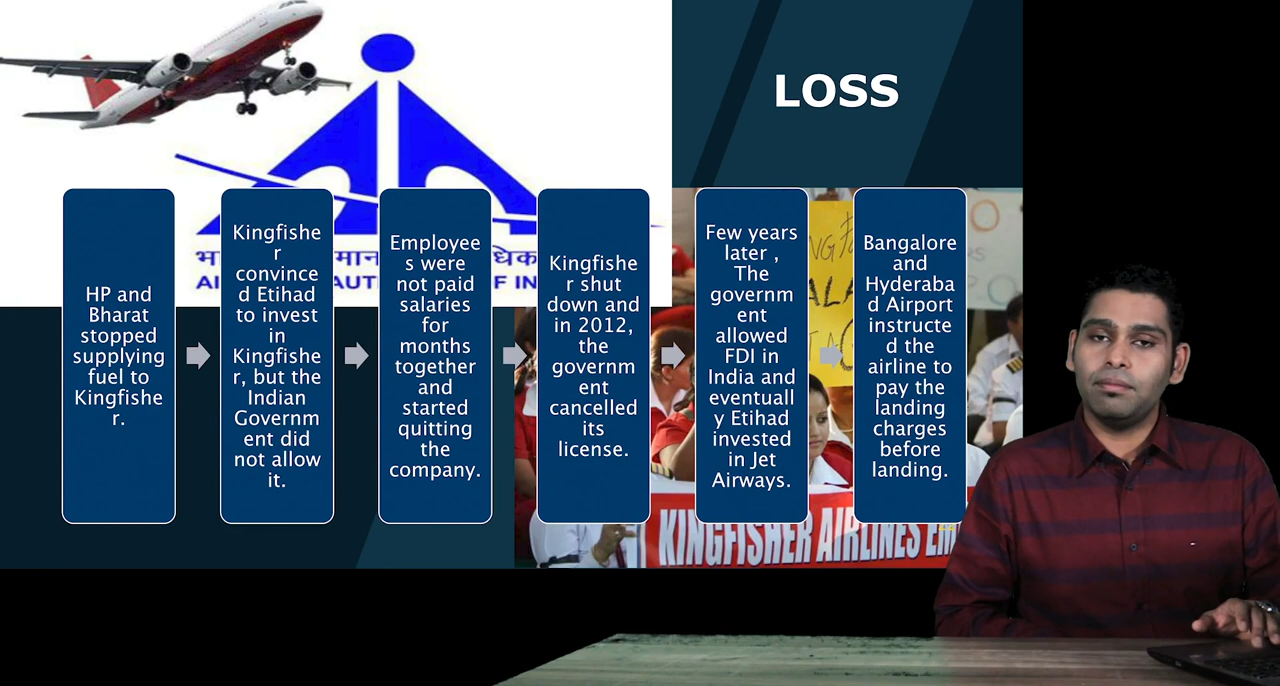 LOSS
HP and
Bharat
stopped
supplying
fuel to
Kingfishe
r.
Kingfishe
r
convince
d Etihad
to invest
in
Kingfishe
r, but the
Indian
Governm
ent did
not allow
it.
Employee
s were
not paid
salaries
for
months
together
and
started
quitting
the
company.
Kingfishe
r shut
down and
in 2012,
the
governm
ent
cancelled
its
license.
Few years
later ,
The
governm
ent
allowed
FDI in
India and
eventuall
y Etihad
invested
in Jet
Airways.
Bangalore
and
Hyderaba
d Airport
instructe
d the
airline to
pay the
landing
charges
before
landing.
KINGFISHER AIRLINES